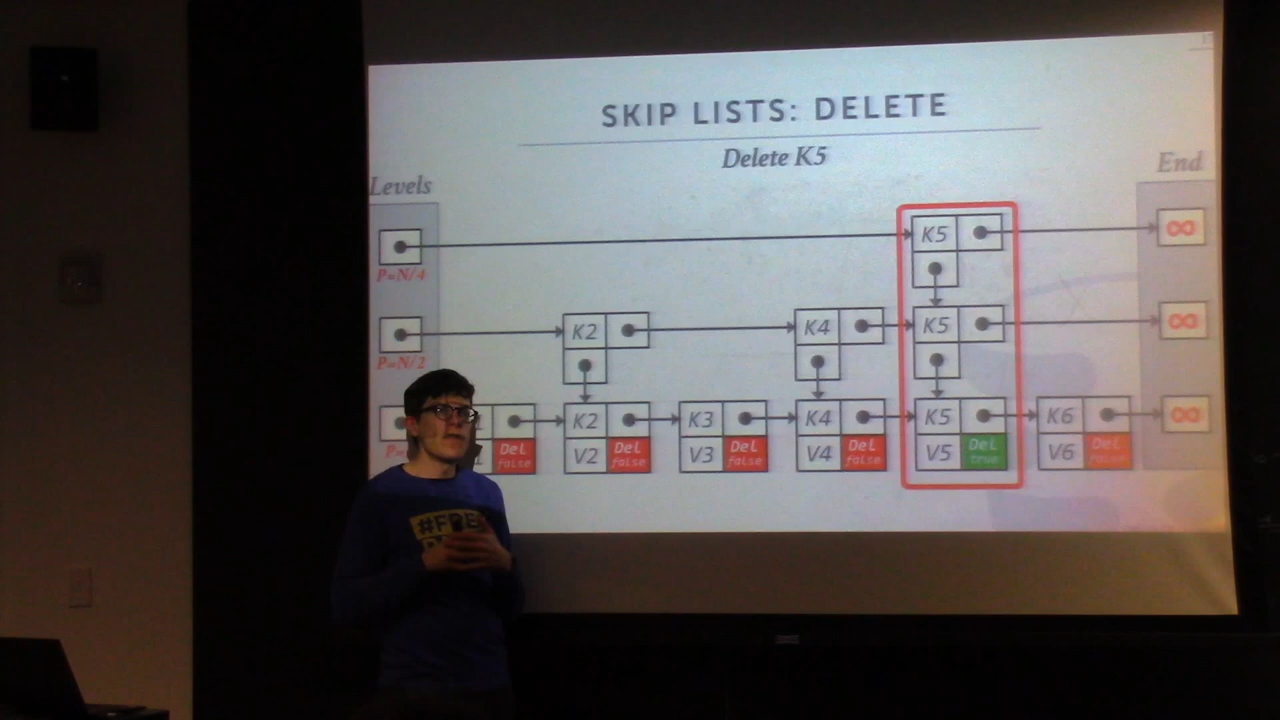 SKIP LISTS: DELETE
Delete K5
Levels
End
K5
∞
P=N/4
K2
K4
K5
∞
P=N/2
K2
K3
K4
K5
K6
∞
V2
Del false
V3
Del false
V4
Del false
V5
Del true
V6
Del false
Del false
#FRE